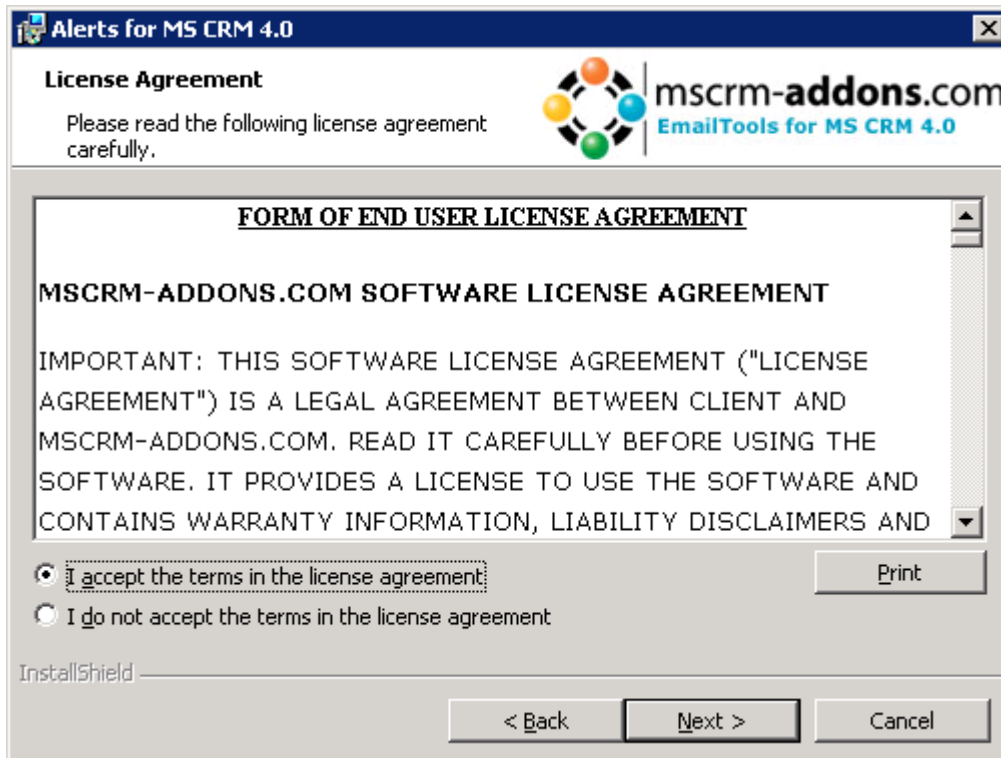 Alerts for MS CRM 4.0
License Agreement
Please read the following license agreement
carefully.
mscrm-addons.com
EmailTools for MS CRM 4.0
FORM OF END USER LICENSE AGREEMENT
MSCRM-ADDONS.COM SOFTWARE LICENSE AGREEMENT
IMPORTANT: THIS SOFTWARE LICENSE AGREEMENT ("LICENSE
AGREEMENT") IS A LEGAL AGREEMENT BETWEEN CLIENT AND
MSCRM-ADDONS.COM. READ IT CAREFULLY BEFORE USING THE
SOFTWARE. IT PROVIDES A LICENSE TO USE THE SOFTWARE AND
CONTAINS WARRANTY INFORMATION, LIABILITY DISCLAIMERS AND
I accept the terms in the license agreement
Print
I do not accept the terms in the license agreement
InstallShield
< Back
Next >
Cancel